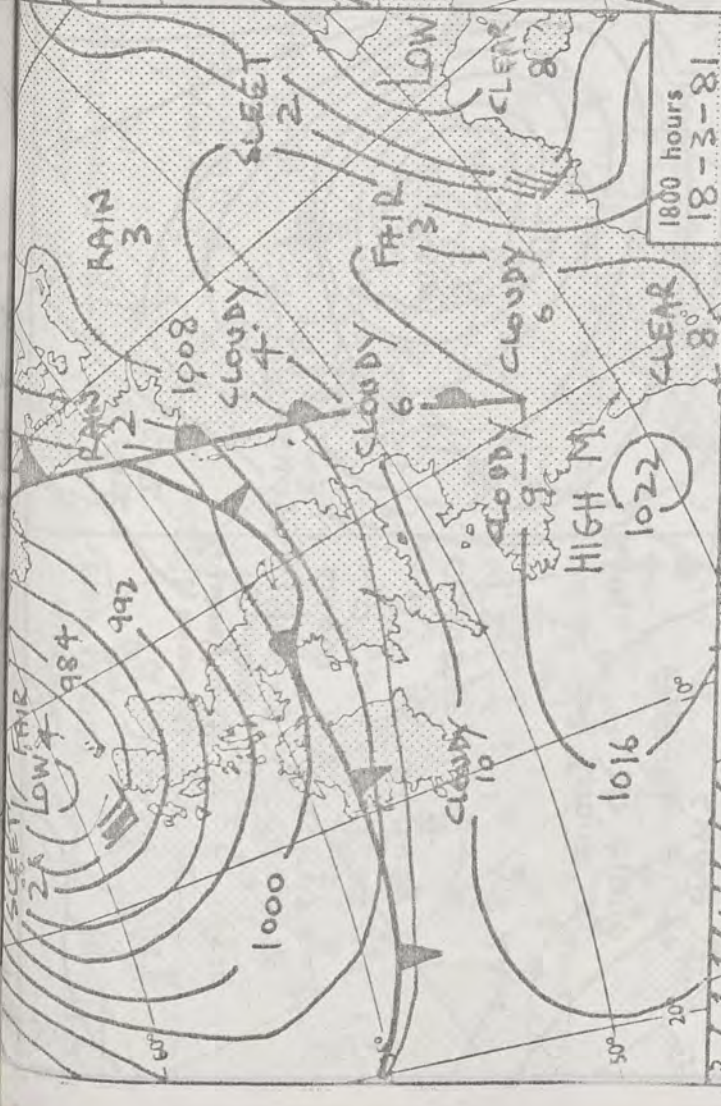 SLEET
2
FAIR
LOW 4
984
992
RAIN
2
RAIN
3
60°
1008
CLOUDY
4
SLEET
2
1000
CLOUDY
6
FAIR
3
LOW
CLEAR
8
CLOUDY
10
CLOUDY
9
CLOUDY
6
HIGH M
1022
1016
CLEAR
8
50°
20°
10°
1800 hours
18-3-81